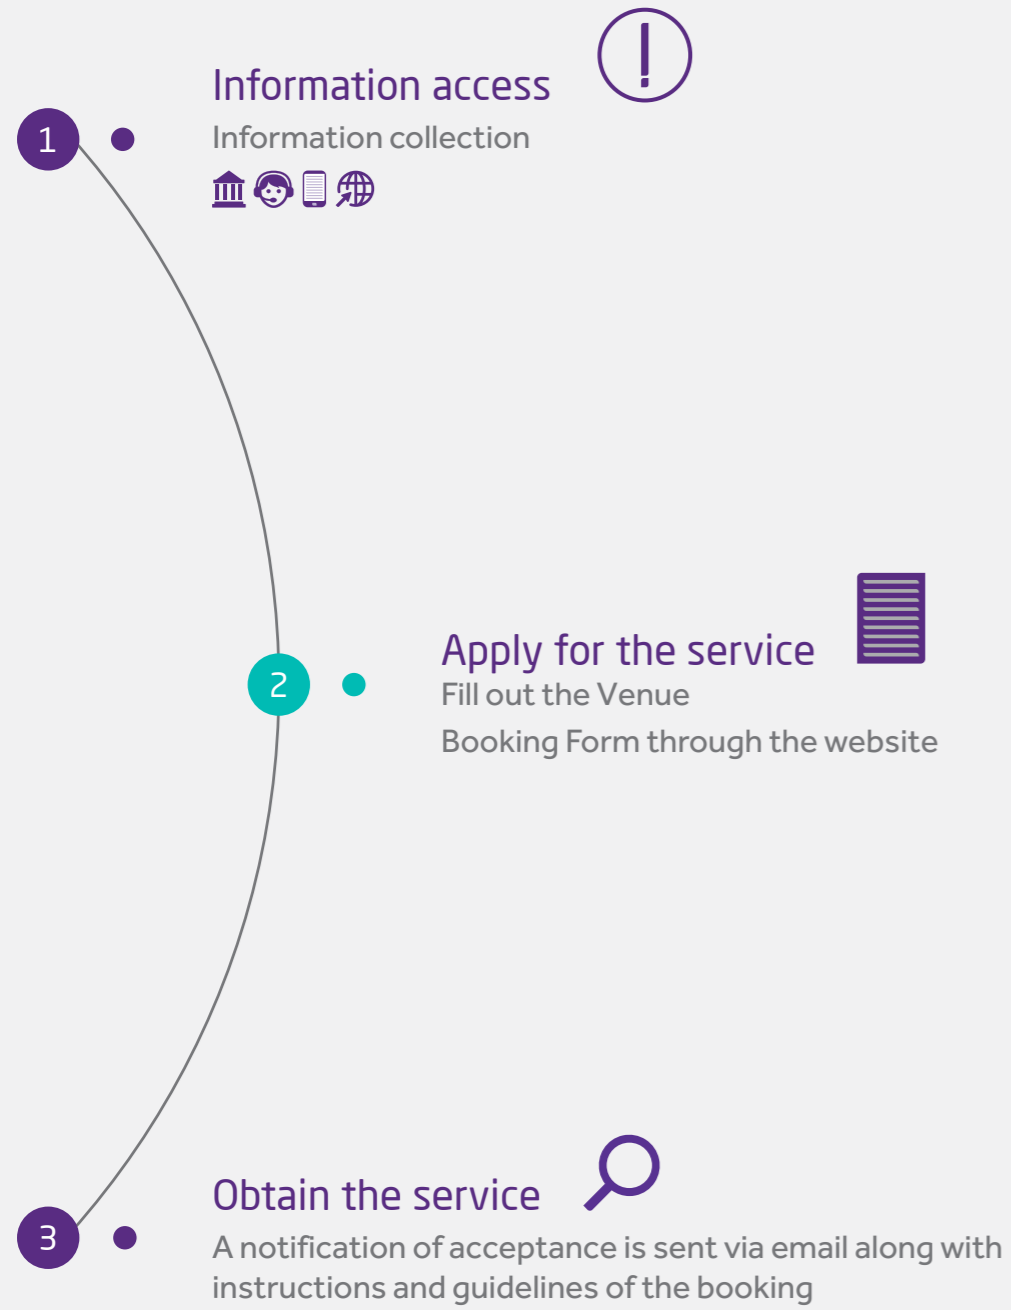 Information access
1
Information collection
Apply for the service
2
Fill out the Venue
Booking Form through the website
Obtain the service
3
A notification of acceptance is sent via email along with
instructions and guidelines of the booking